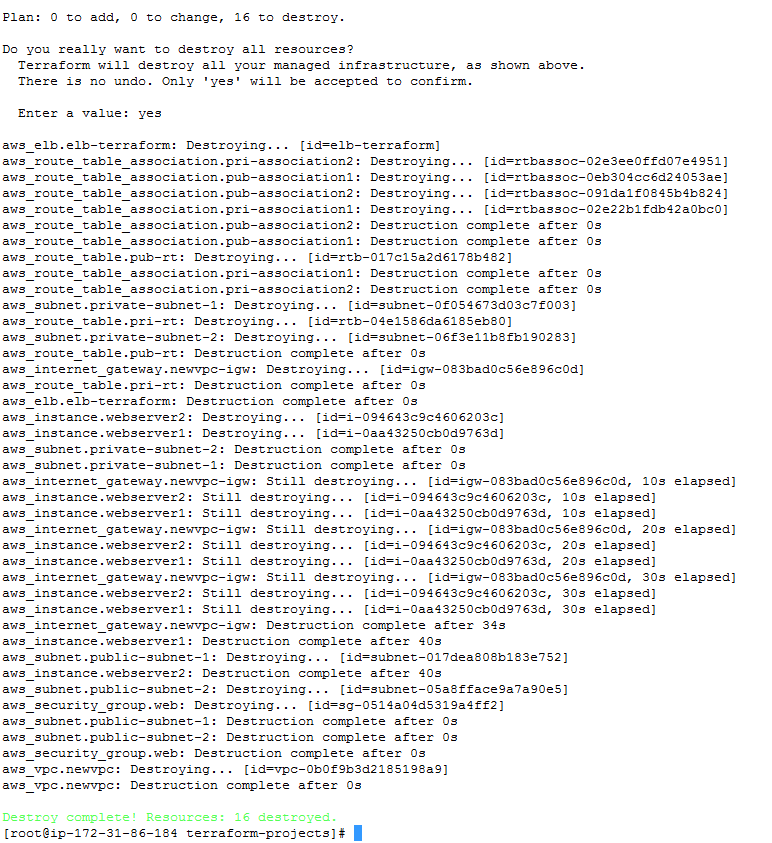 Plan: 0 to add, 0 to change, 16 to destroy.
Do you really want to destroy all resources?
Terraform will destroy all your managed infrastructure, as shown above.
There is no undo. Only 'yes' will be accepted to confirm.
Enter a value: yes
aws_elb.elb-terraform: Destroying... [id=elb-terraform]
aws_route_table_association.pri-association2: Destroying... [id=rtbassoc-02e3ee0ffd07e4951]
aws_route_table_association.pub-association1: Destroying... [id=rtbassoc-0eb304cc6d24053ae]
aws_route_table_association.pub-association2: Destroying... [id=rtbassoc-091da1f0845b4b824]
aws_route_table_association.pri-association1: Destroying... [id=rtbassoc-02e22b1fdb42a0bc0]
aws_route_table_association.pub-association2: Destruction complete after 0s
aws_route_table_association.pub-association1: Destruction complete after 0s
aws_route_table.pub-rt: Destroying... [id=rtb-017c15a2d6178b482]
aws_route_table_association.pri-association1: Destruction complete after 0s
aws_route_table_association.pri-association2: Destruction complete after 0s
aws_subnet.private-subnet-1: Destroying... [id=subnet-0f054673d03c7f003]
aws_route_table.pri-rt: Destroying... [id=rtb-04e1586da6185eb80]
aws_subnet.private-subnet-2: Destroying... [id=subnet-06f3e11b8fb190283]
aws_route_table.pub-rt: Destruction complete after 0s
aws_internet_gateway.newvpc-igw: Destroying... [id=igw-083bad0c56e896c0d]
aws_route_table.pri-rt: Destruction complete after 0s
aws_elb.elb-terraform: Destruction complete after 0s
aws_instance.webserver2: Destroying... [id=i-094643c9c4606203c]
aws_instance.webserver1: Destroying... [id=i-0aa43250cb0d9763d]
aws_subnet.private-subnet-2: Destruction complete after 0s
aws_subnet.private-subnet-1: Destruction complete after 0s
aws_internet_gateway.newvpc-igw: Still destroying... [id=igw-083bad0c56e896c0d, 10s elapsed]
aws_instance.webserver2: Still destroying... [id=i-094643c9c4606203c, 10s elapsed]
aws_instance.webserver1: Still destroying... [id=i-0aa43250cb0d9763d, 10s elapsed]
aws_internet_gateway.newvpc-igw: Still destroying... [id=igw-083bad0c56e896c0d, 20s elapsed]
aws_instance.webserver2: Still destroying... [id=i-094643c9c4606203c, 20s elapsed]
aws_instance.webserver1: Still destroying... [id=i-0aa43250cb0d9763d, 20s elapsed]
aws_internet_gateway.newvpc-igw: Still destroying... [id=igw-083bad0c56e896c0d, 30s elapsed]
aws_instance.webserver2: Still destroying... [id=i-094643c9c4606203c, 30s elapsed]
aws_instance.webserver1: Still destroying... [id=i-0aa43250cb0d9763d, 30s elapsed]
aws_internet_gateway.newvpc-igw: Destruction complete after 34s
aws_instance.webserver1: Destruction complete after 40s
aws_subnet.public-subnet-1: Destroying... [id=subnet-017dea808b183e752]
aws_instance.webserver2: Destruction complete after 40s
aws_subnet.public-subnet-2: Destroying... [id=subnet-05a8fface9a7a90e5]
aws_security_group.web: Destroying... [id=sg-0514a04d5319a4ff2]
aws_subnet.public-subnet-1: Destruction complete after 0s
aws_subnet.public-subnet-2: Destruction complete after 0s
aws_security_group.web: Destruction complete after 0s
aws_vpc.newvpc: Destroying... [id=vpc-0b0f9b3d2185198a9]
aws_vpc.newvpc: Destruction complete after 0s
Destroy complete! Resources: 16 destroyed.
[root@ip-172-31-86-184 terraform-projects]#